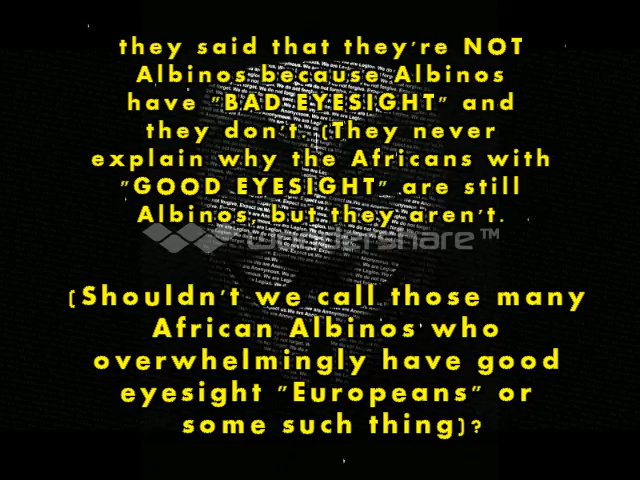 they said that they're NOT
Albinos because Albinos
have "BAD EYESIGHT" and
they don't. (They never
explain why the Africans with
"GOOD EYESIGHT" are still
Albinos, but they aren't.
wondershare™
(Shouldn't we call those many
African Albinos who
overwhelmingly have good
eyesight "Europeans" or
some such thing)?